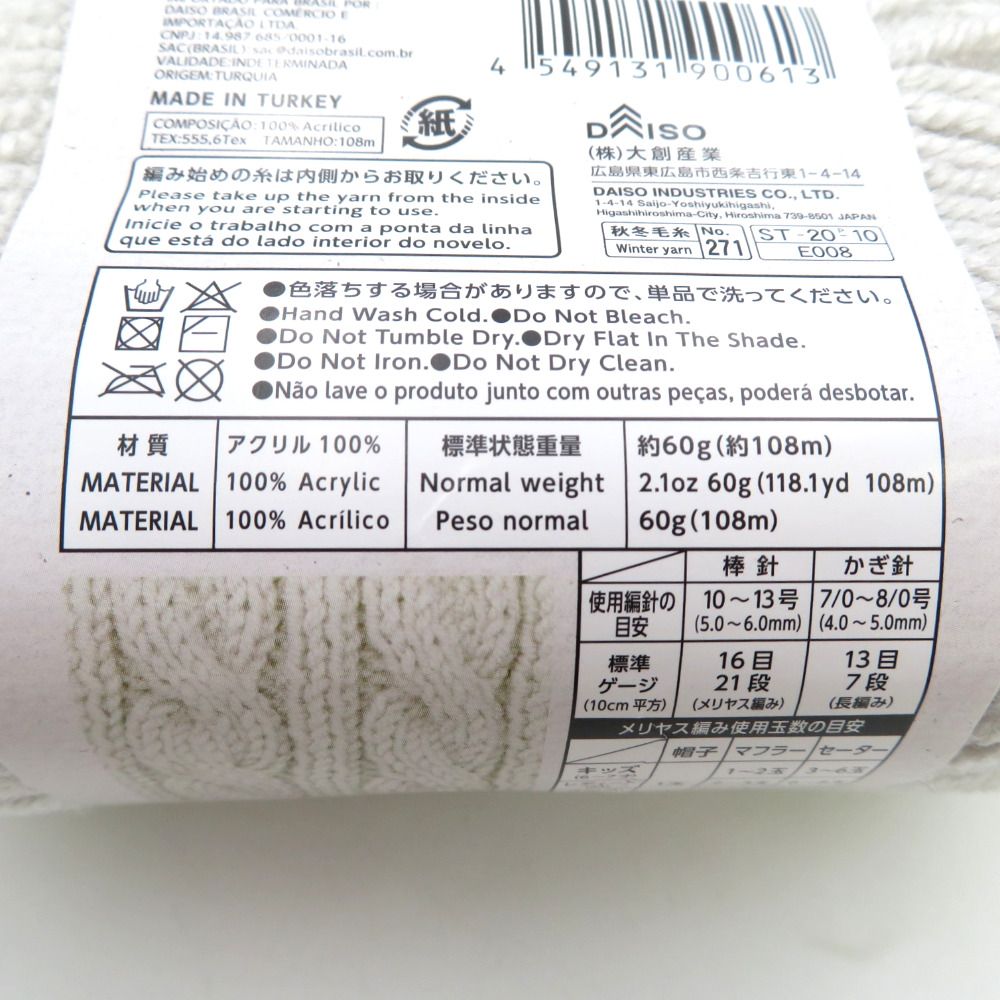 IMPORTADO PARA BRASIL POR:
DAISO BRASIL COMÉRCIO E
IMPORTAÇÃO LTDA.
CNPJ: 14.987.685/0001-16
SAC(BRASIL): sac@daisobrasil.com.br
VALIDADE:INDETERMINADA
ORIGEM:TURQUIA
MADE IN TURKEY
COMPOSIÇÃO: 100% Acrílico
TEX:555,6Tex TAMANHO:108m
紙
4 549131 900613
DAISO
(株)大創産業
広島県東広島市西条吉行東1-4-14
DAISO INDUSTRIES CO., LTD.
1-4-14 Saijo-Yoshiyukihigashi,
Higashihiroshima-City, Hiroshima 739-8501 JAPAN
秋冬毛糸 No.
Winter yarn 271
ST-20-10
E008
編み始めの糸は内側からお取りください。
Please take up the yarn from the inside
when you are starting to use.
Inicie o trabalho com a ponta da linha
que está do lado interior do novelo.
●色落ちする場合がありますので、単品で洗ってください。
●Hand Wash Cold.●Do Not Bleach.
●Do Not Tumble Dry.●Dry Flat In The Shade.
●Do Not Iron.●Do Not Dry Clean.
●Não lave o produto junto com outras peças, poderá desbotar.
材質 アクリル 100% 標準状態重量 約60g(約108m)
MATERIAL 100% Acrylic Normal weight 2.1oz 60g(118.1yd 108m)
MATERIAL 100% Acrílico Peso normal 60g(108m)
棒針 かぎ針
使用編針の目安 10～13号 7/0～8/0号
(5.0～6.0mm) (4.0～5.0mm)
標準 16目 13目
ゲージ 21段 7段
(10cm平方) (メリヤス編み) (長編み)
メリヤス編み使用玉数の目安
帽子 マフラー セーター
キッズ 1～2玉 3～6玉